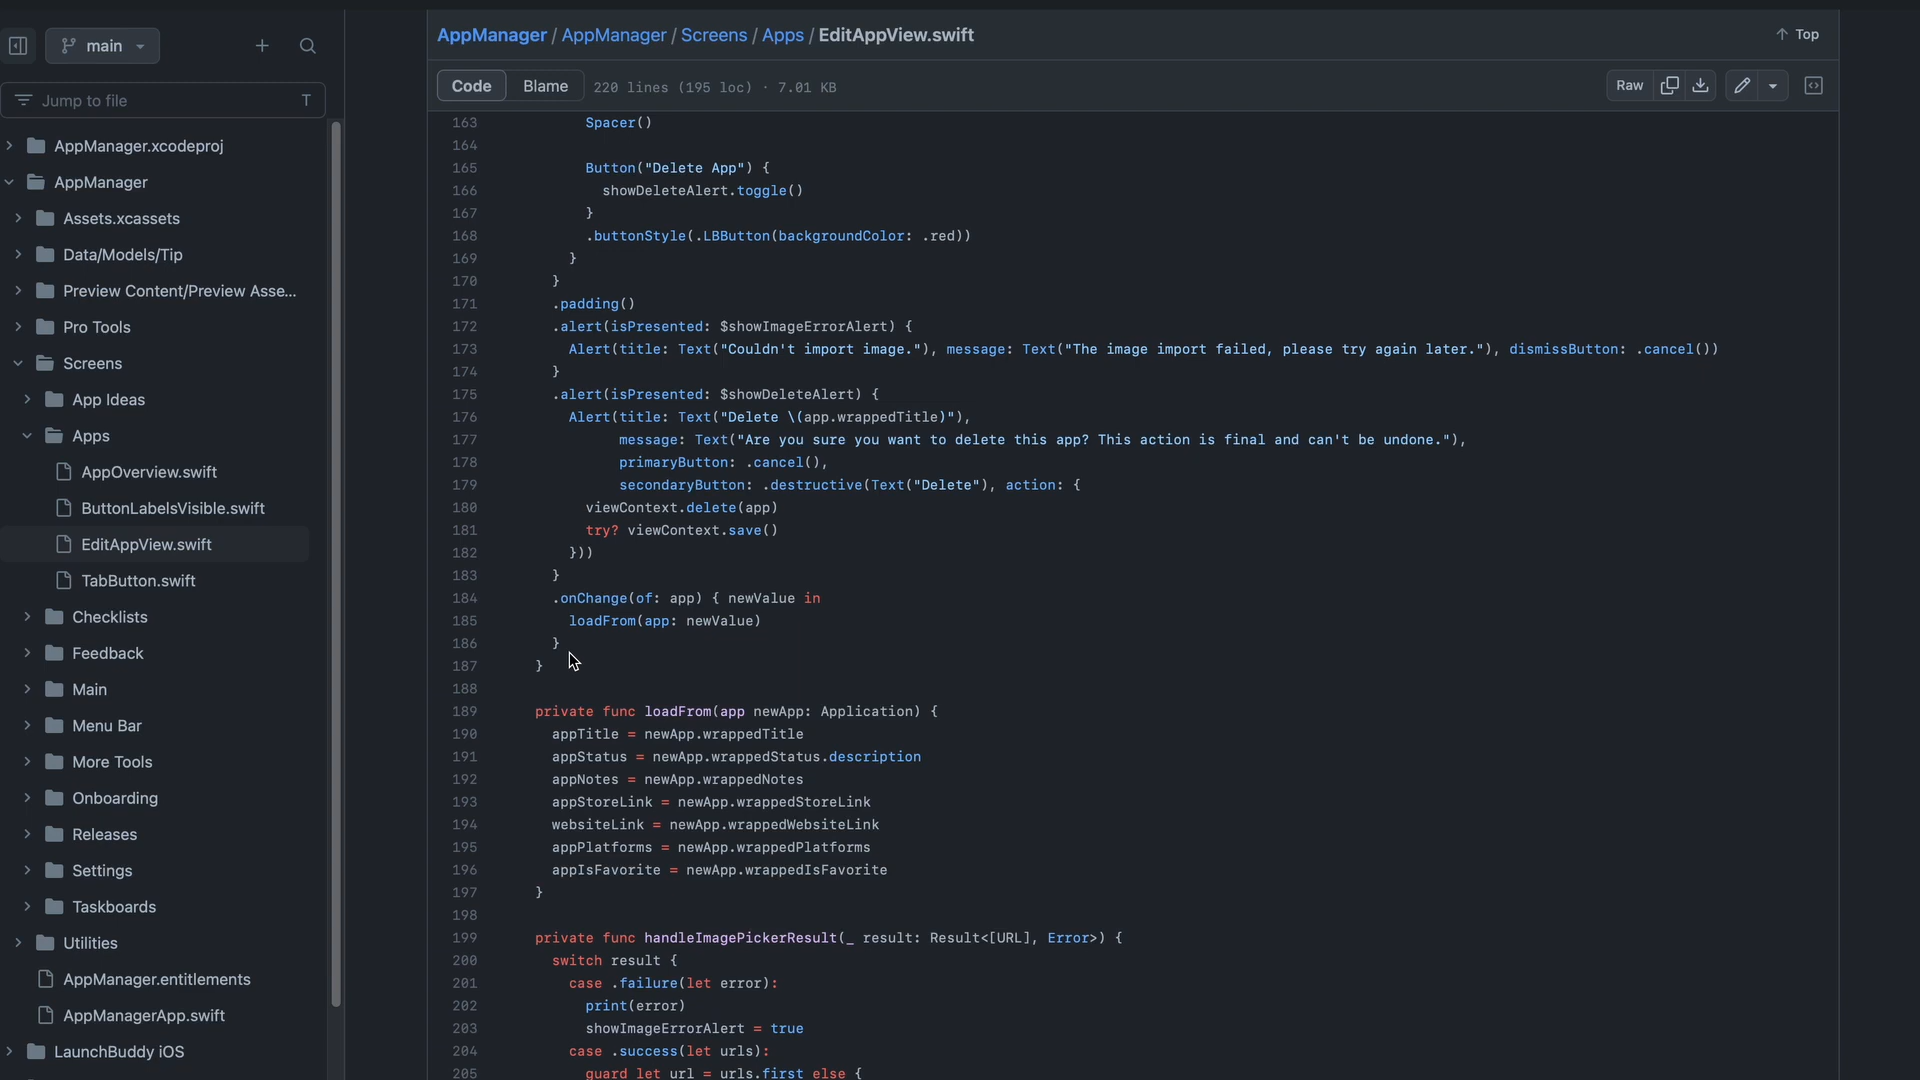 main
Jump to file
T
AppManager.xcodeproj
AppManager
Assets.xcassets
Data/Models/Tip
Preview Content/Preview Asse...
Pro Tools
Screens
App Ideas
Apps
AppOverview.swift
ButtonLabelsVisible.swift
EditAppView.swift
TabButton.swift
Checklists
Feedback
Main
Menu Bar
More Tools
Onboarding
Releases
Settings
Taskboards
Utilities
AppManager.entitlements
AppManagerApp.swift
LaunchBuddy iOS
AppManager / AppManager / Screens / Apps / EditAppView.swift
Top
Code Blame 220 lines (195 loc) · 7.01 KB
Raw
163 Spacer()
164
165 Button("Delete App") {
166 showDeleteAlert.toggle()
167 }
168 .buttonStyle(.LBButton(backgroundColor: .red))
169 }
170 }
171 .padding()
172 .alert(isPresented: $showImageErrorAlert) {
173 Alert(title: Text("Couldn't import image."), message: Text("The image import failed, please try again later."), dismissButton: .cancel())
174 }
175 .alert(isPresented: $showDeleteAlert) {
176 Alert(title: Text("Delete \(app.wrappedTitle)"),
177 message: Text("Are you sure you want to delete this app? This action is final and can't be undone."),
178 primaryButton: .cancel(),
179 secondaryButton: .destructive(Text("Delete"), action: {
180 viewContext.delete(app)
181 try? viewContext.save()
182 }))
183 }
184 .onChange(of: app) { newValue in
185 loadFrom(app: newValue)
186 }
187 }
188
189 private func loadFrom(app newApp: Application) {
190 appTitle = newApp.wrappedTitle
191 appStatus = newApp.wrappedStatus.description
192 appNotes = newApp.wrappedNotes
193 appStoreLink = newApp.wrappedStoreLink
194 websiteLink = newApp.wrappedWebsiteLink
195 appPlatforms = newApp.wrappedPlatforms
196 appIsFavorite = newApp.wrappedIsFavorite
197 }
198
199 private func handleImagePickerResult(_ result: Result<[URL], Error>) {
200 switch result {
201 case .failure(let error):
202 print(error)
203 showImageErrorAlert = true
204 case .success(let urls):
205 guard let url = urls.first else {